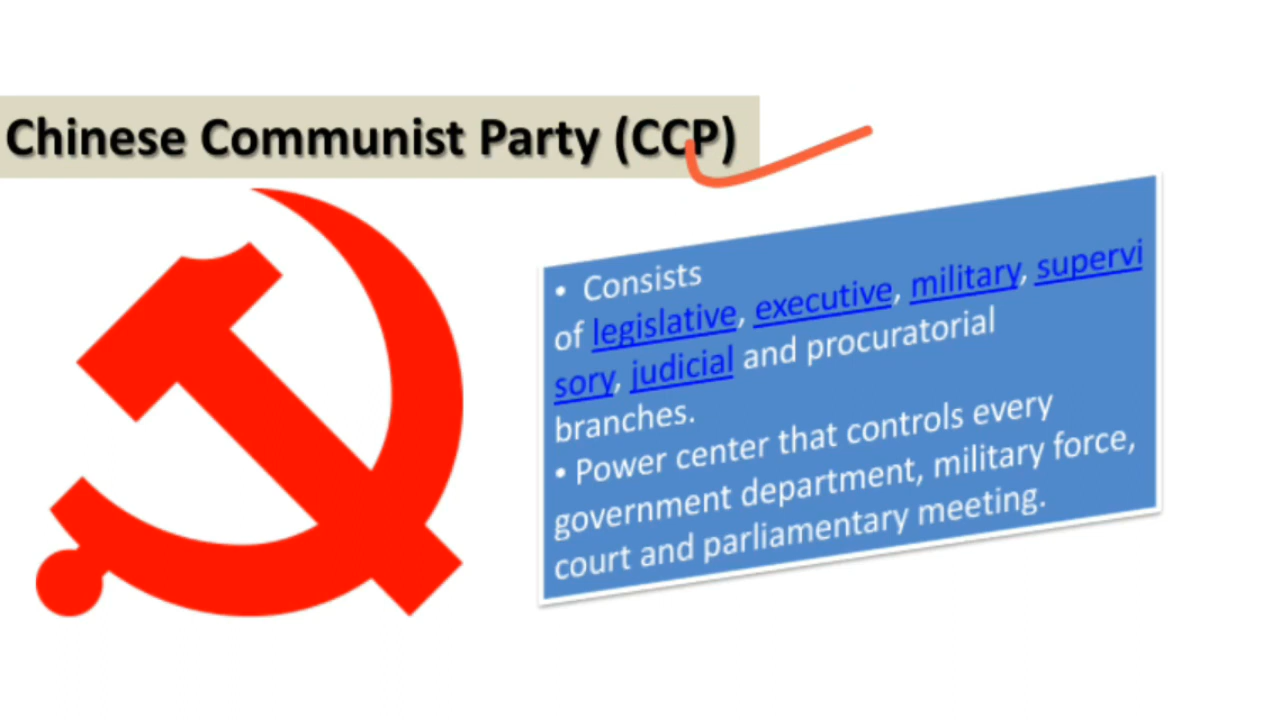 Chinese Communist Party (CCP)
• Consists
of legislative, executive, military, supervi
sory, judicial and procuratorial
branches.
• Power center that controls every
government department, military force,
court and parliamentary meeting.